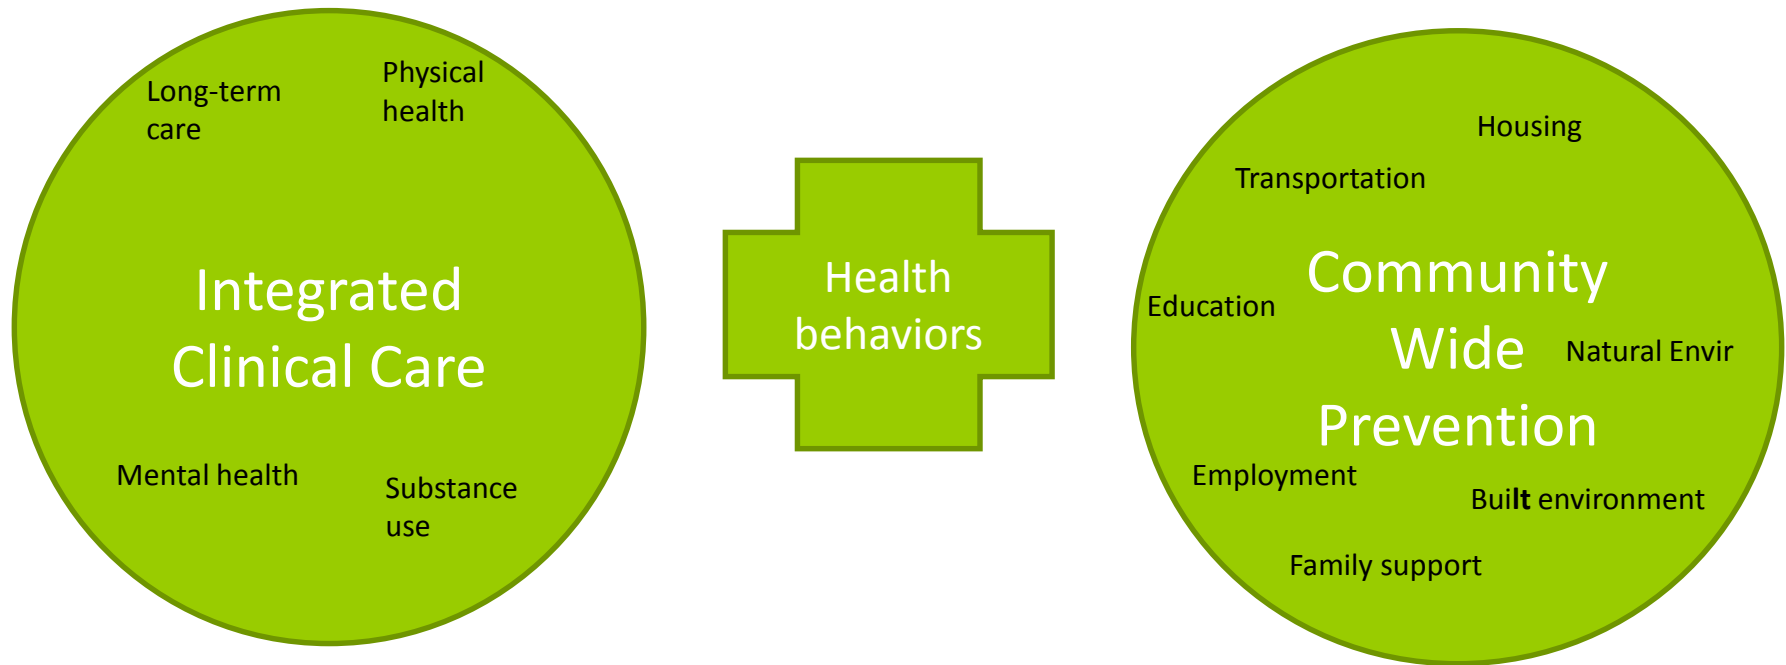 Long-term
care
Physical
health
Integrated
Clinical Care
Mental health
Substance
use
Health
behaviors
Housing
Transportation
Community
Education
Wide
Natural Envir
Prevention
Employment
Built environment
Family support